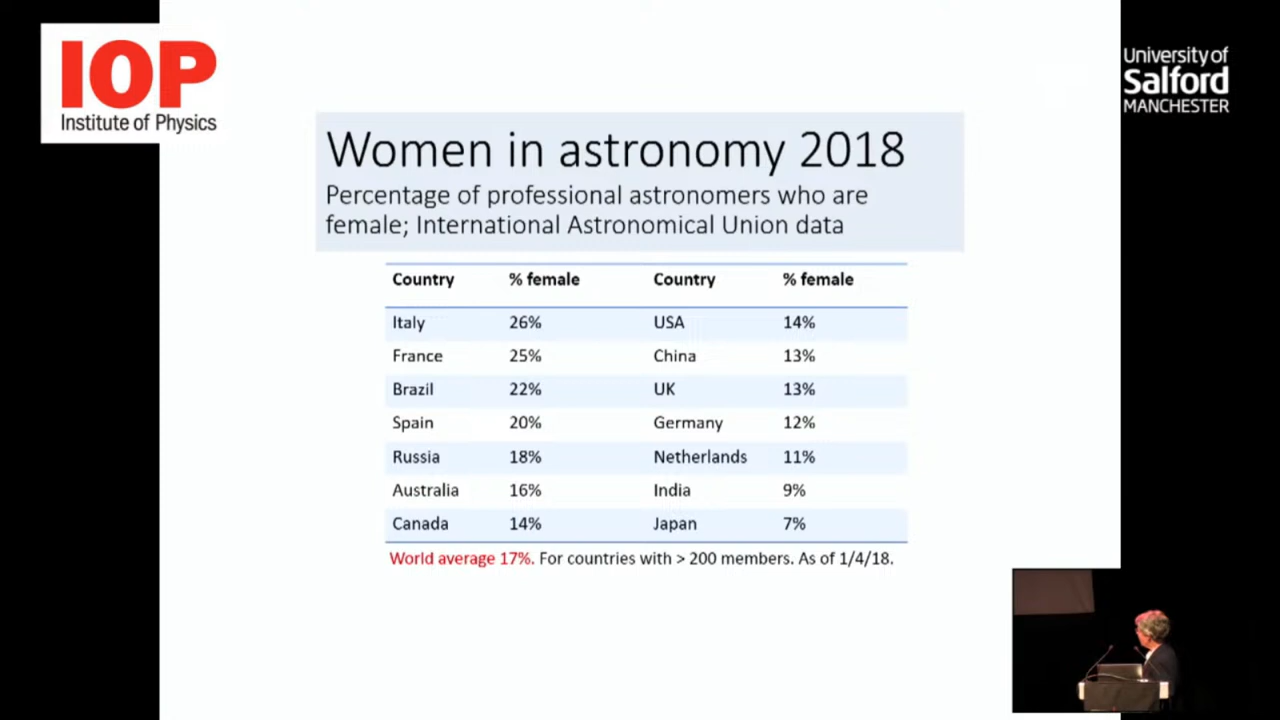 IOP
Institute of Physics
University of
Salford
MANCHESTER
Women in astronomy 2018
Percentage of professional astronomers who are
female; International Astronomical Union data
Country % female Country % female
Italy 26% USA 14%
France 25% China 13%
Brazil 22% UK 13%
Spain 20% Germany 12%
Russia 18% Netherlands 11%
Australia 16% India 9%
Canada 14% Japan 7%
World average 17%. For countries with > 200 members. As of 1/4/18.